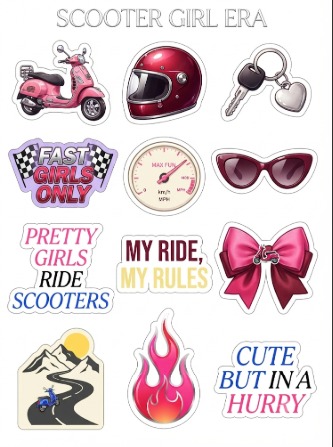 SCOOTER GIRL ERA
FAST
GIRLS
ONLY
MAX FUN
km/h
MPH
PRETTY
GIRLS
RIDE
SCOOTERS
MY RIDE,
MY RULES
CUTE
BUT IN A
HURRY